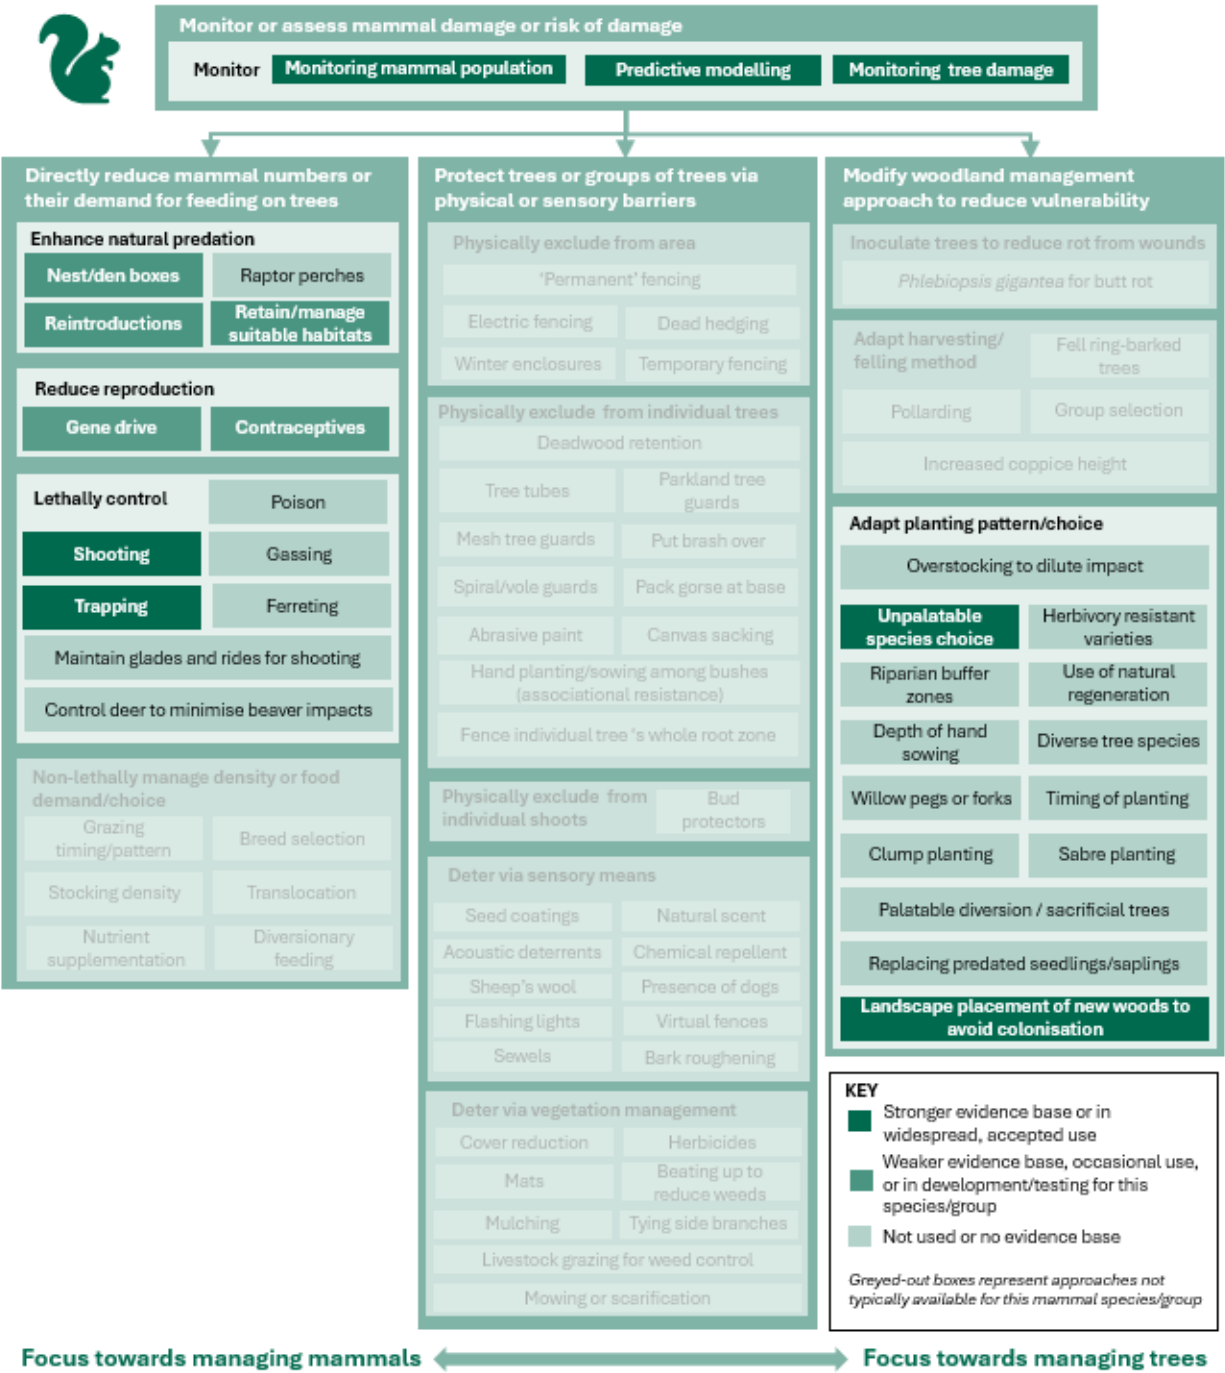 Monitor or assess mammal damage or risk of damage
Monitor
Monitoring mammal population
Predictive modelling
Monitoring tree damage
Directly reduce mammal numbers or
their demand for feeding on trees
Enhance natural predation
Nest/den boxes
Raptor perches
Reintroductions
Retain/manage
suitable habitats
Reduce reproduction
Gene drive
Contraceptives
Lethally control
Poison
Shooting
Gassing
Trapping
Ferreting
Maintain glades and rides for shooting
Control deer to minimise beaver impacts
Non-lethally manage density or food
demand/choice
Grazing
timing/pattern
Breed selection
Stocking density
Translocation
Nutrient
supplementation
Diversionary
feeding
Protect trees or groups of trees via
physical or sensory barriers
Physically exclude from area
'Permanent' fencing
Electric fencing
Dead hedging
Winter enclosures
Temporary fencing
Physically exclude from individual trees
Deadwood retention
Tree tubes
Parkland tree
guards
Mesh tree guards
Put brash over
Spiral/vole guards
Pack gorse at base
Abrasive paint
Canvas sacking
Hand planting/sowing among bushes
(associational resistance)
Fence individual tree's whole root zone
Physically exclude from
individual shoots
Bud
protectors
Deter via sensory means
Seed coatings
Natural scent
Acoustic deterrents
Chemical repellent
Sheep's wool
Presence of dogs
Flashing lights
Virtual fences
Sewels
Bark roughening
Deter via vegetation management
Cover reduction
Herbicides
Mats
Beating up to
reduce weeds
Mulching
Tying side branches
Livestock grazing for weed control
Mowing or scarification
Modify woodland management
approach to reduce vulnerability
Inoculate trees to reduce rot from wounds
Phlebiopsis gigantea for butt rot
Adapt harvesting/
felling method
Fell ring-barked
trees
Pollarding
Group selection
Increased coppice height
Adapt planting pattern/choice
Overstocking to dilute impact
Unpalatable
species choice
Herbivory resistant
varieties
Riparian buffer
zones
Use of natural
regeneration
Depth of hand
sowing
Diverse tree species
Willow pegs or forks
Timing of planting
Clump planting
Sabre planting
Palatable diversion / sacrificial trees
Replacing predated seedlings/saplings
Landscape placement of new woods to
avoid colonisation
KEY
Stronger evidence base or in
widespread, accepted use
Weaker evidence base, occasional use,
or in development/testing for this
species/group
Not used or no evidence base
Greyed-out boxes represent approaches not
typically available for this mammal species/group
Focus towards managing mammals
Focus towards managing trees